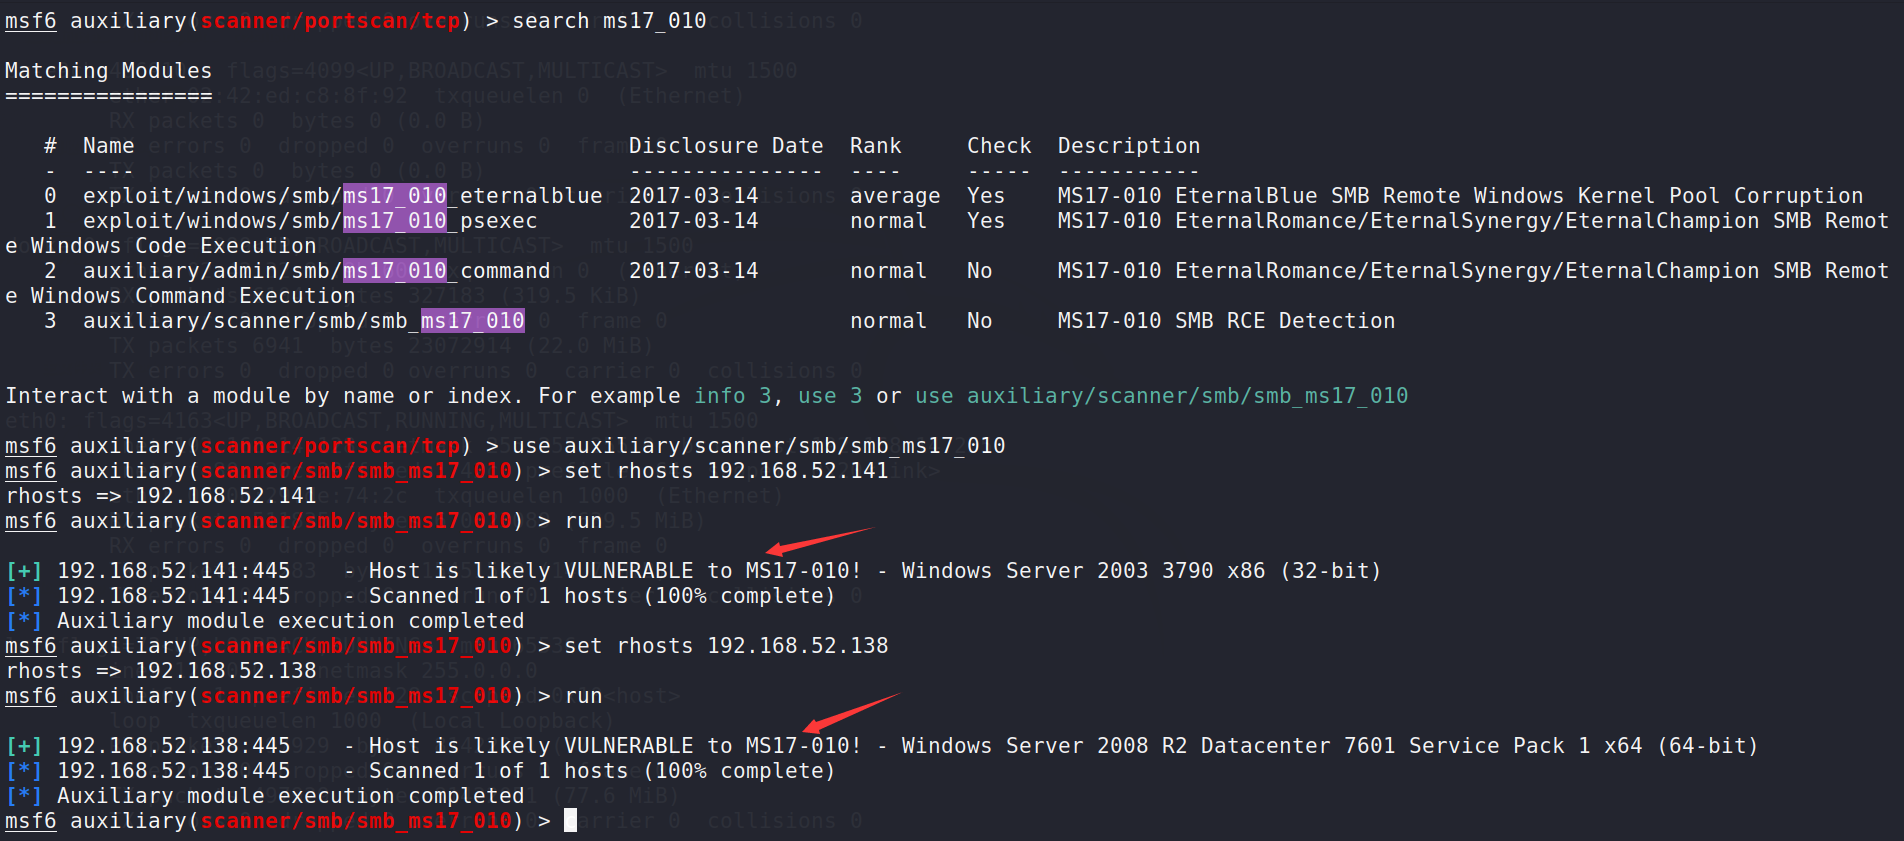 msf6 auxiliary(scanner/portscan/tcp) > search ms17_010
Matching Modules
================
#  Name                                      Disclosure Date  Rank     Check  Description
-  ----                                      ---------------  ----     -----  -----------
0  exploit/windows/smb/ms17_010_eternalblue  2017-03-14       average  Yes    MS17-010 EternalBlue SMB Remote Windows Kernel Pool Corruption
1  exploit/windows/smb/ms17_010_psexec       2017-03-14       normal   Yes    MS17-010 EternalRomance/EternalSynergy/EternalChampion SMB Remot
e Windows Code Execution
2  auxiliary/admin/smb/ms17_010_command      2017-03-14       normal   No     MS17-010 EternalRomance/EternalSynergy/EternalChampion SMB Remot
e Windows Command Execution
3  auxiliary/scanner/smb/smb_ms17_010                         normal   No     MS17-010 SMB RCE Detection
Interact with a module by name or index. For example info 3, use 3 or use auxiliary/scanner/smb/smb_ms17_010
msf6 auxiliary(scanner/portscan/tcp) > use auxiliary/scanner/smb/smb_ms17_010
msf6 auxiliary(scanner/smb/smb_ms17_010) > set rhosts 192.168.52.141
rhosts => 192.168.52.141
msf6 auxiliary(scanner/smb/smb_ms17_010) > run
[+] 192.168.52.141:445    - Host is likely VULNERABLE to MS17-010! - Windows Server 2003 3790 x86 (32-bit)
[*] 192.168.52.141:445    - Scanned 1 of 1 hosts (100% complete)
[*] Auxiliary module execution completed
msf6 auxiliary(scanner/smb/smb_ms17_010) > set rhosts 192.168.52.138
rhosts => 192.168.52.138
msf6 auxiliary(scanner/smb/smb_ms17_010) > run
[+] 192.168.52.138:445    - Host is likely VULNERABLE to MS17-010! - Windows Server 2008 R2 Datacenter 7601 Service Pack 1 x64 (64-bit)
[*] 192.168.52.138:445    - Scanned 1 of 1 hosts (100% complete)
[*] Auxiliary module execution completed
msf6 auxiliary(scanner/smb/smb_ms17_010) >